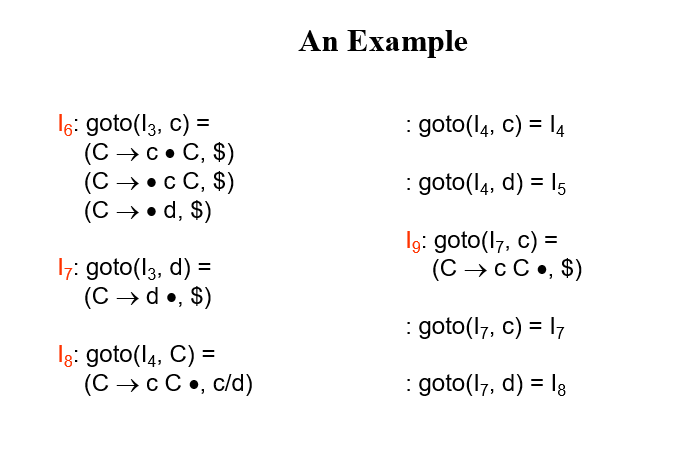 An Example
I₆: goto(I₃, c) =
(C → c • C, $)
(C → • c C, $)
(C → • d, $)
I₇: goto(I₃, d) =
(C → d •, $)
I₈: goto(I₄, C) =
(C → c C •, c/d)
: goto(I₄, c) = I₄
: goto(I₄, d) = I₅
I₉: goto(I₇, c) =
(C → c C •, $)
: goto(I₇, c) = I₇
: goto(I₇, d) = I₈